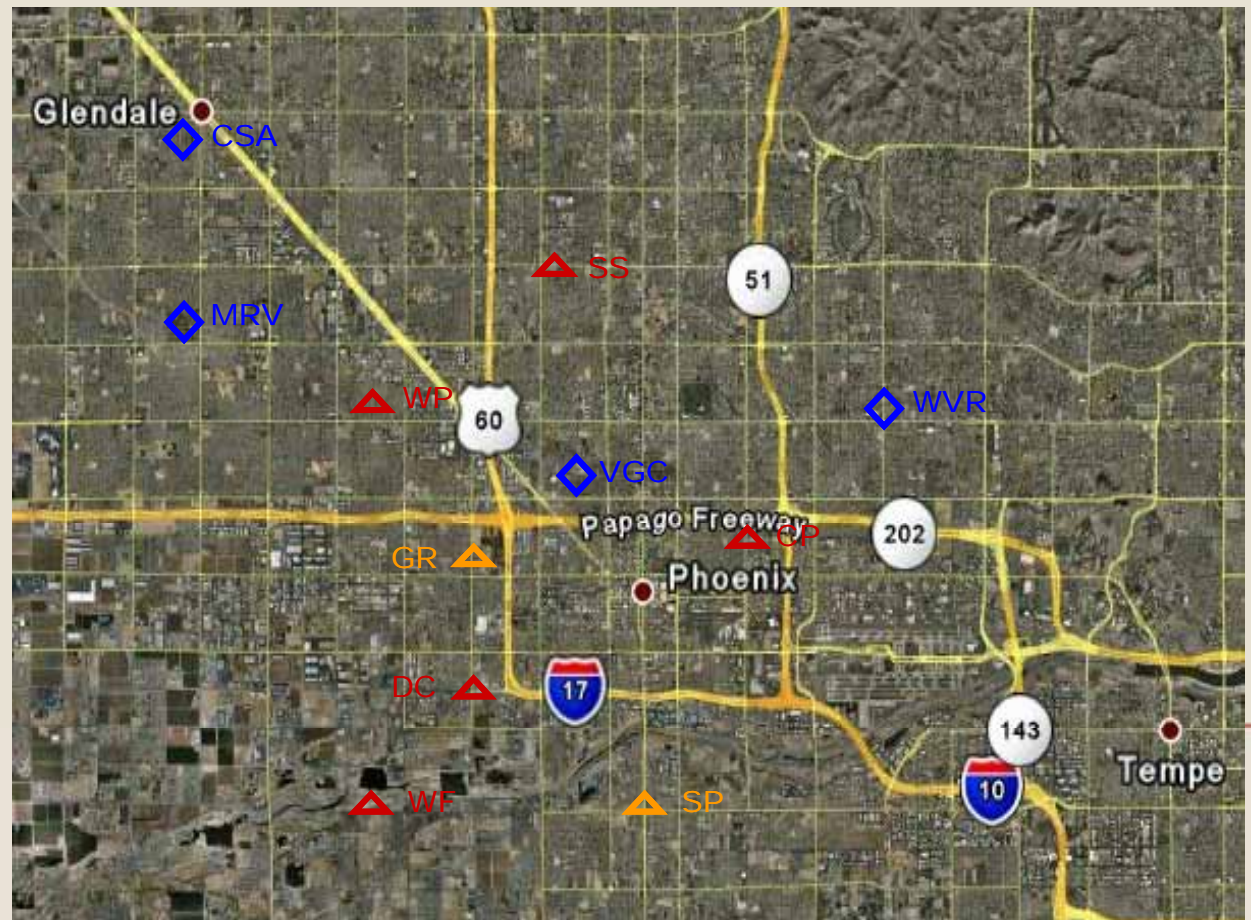 Glendale
CSA
SS
51
MRV
WP
WVR
60
VGC
Papago Freeway
202
CP
GR
Phoenix
DC
17
143
Tempe
10
WF
SP